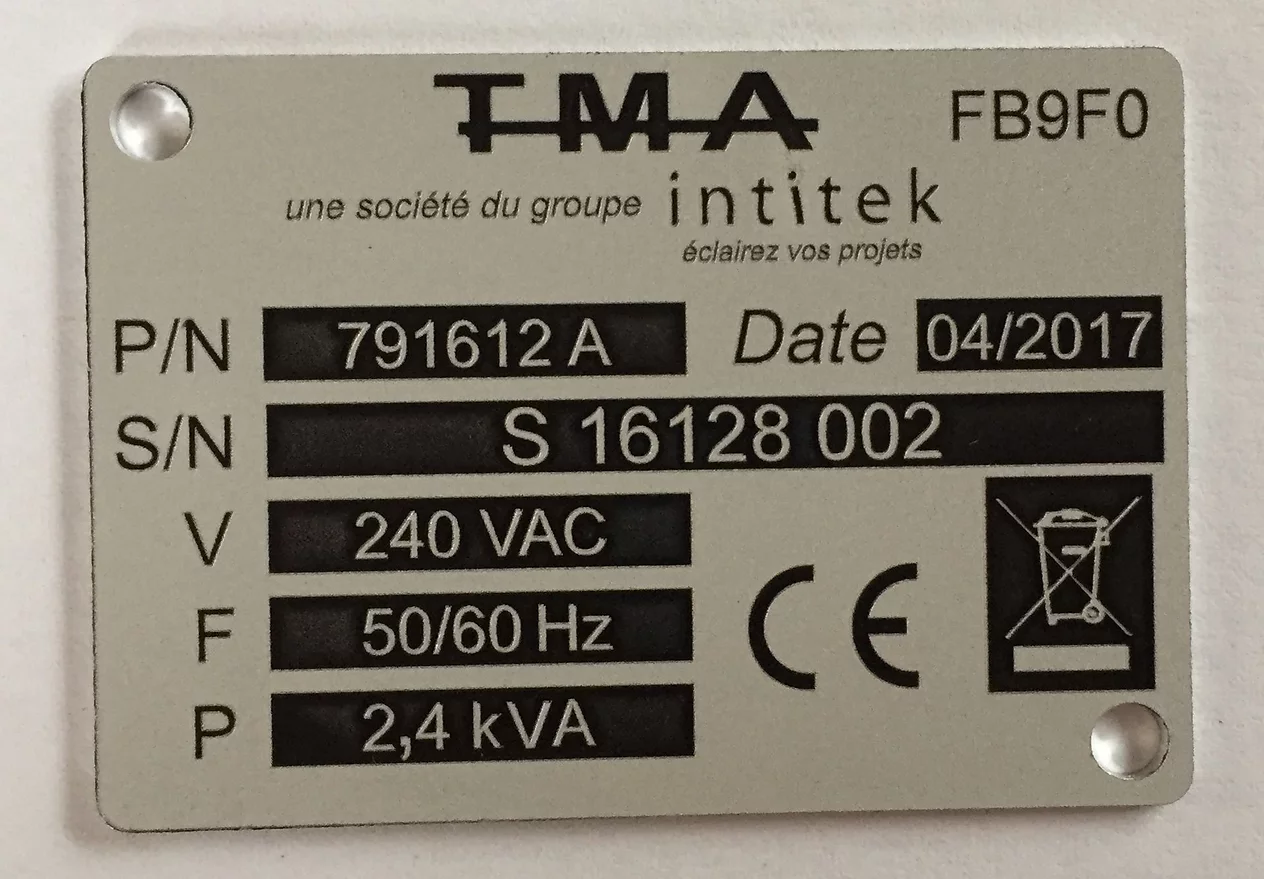 TMA FB9F0
une société du groupe intitek
éclairez vos projets
P/N 791612 A Date 04/2017
S/N S 16128 002
V 240 VAC
F 50/60 Hz
P 2,4 kVA
CE